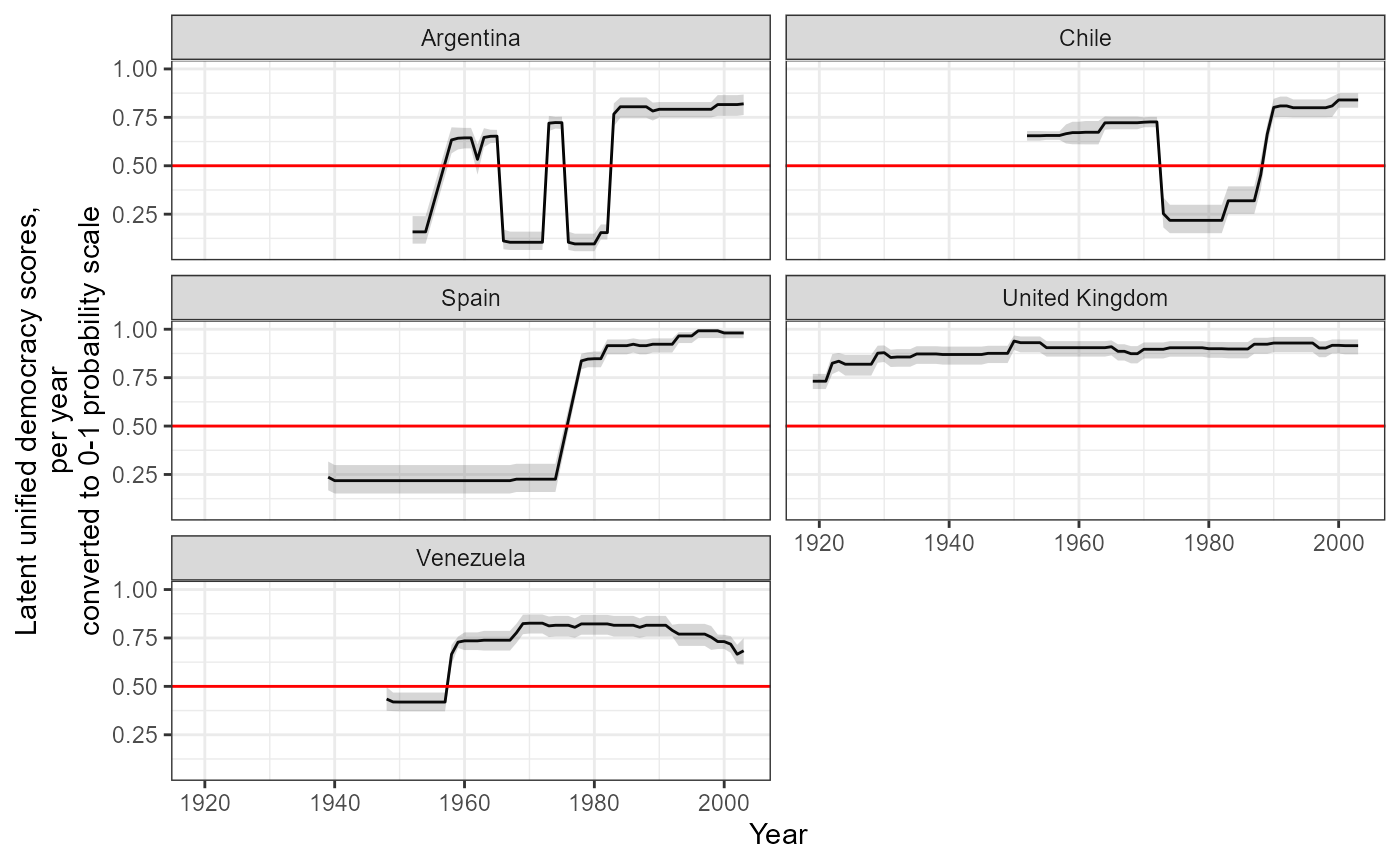 Argentina
Chile
1.00
0.75
0.50
0.25
Spain
United Kingdom
1.00
0.75
0.50
0.25
1920 1940 1960 1980 2000
Venezuela
1.00
0.75
0.50
0.25
1920 1940 1960 1980 2000
Year
Latent unified democracy scores,
per year
converted to 0-1 probability scale